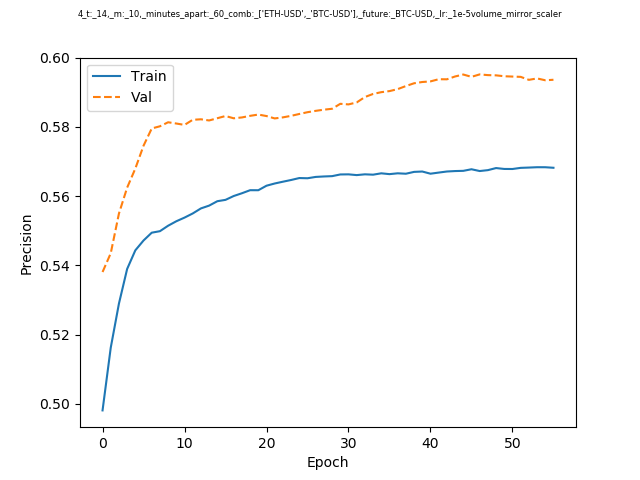 4_t:_14,_m:_10,_minutes_apart:_60_comb:_['ETH-USD',_'BTC-USD'],_future:_BTC-USD,_lr:_1e-5volume_mirror_scaler
Train
Val
0.60
0.58
0.56
0.54
0.52
0.50
Precision
0 10 20 30 40 50
Epoch